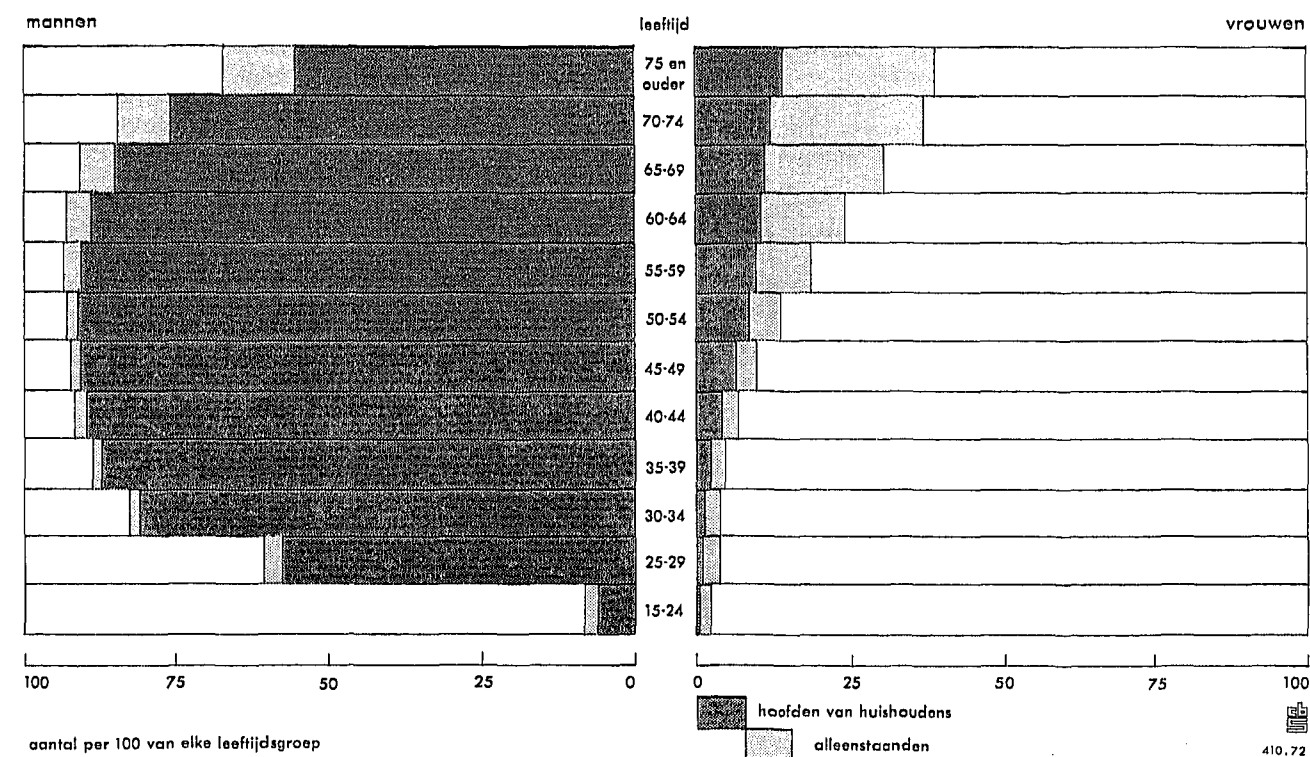 mannen
leeftijd
vrouwen
75 en
ouder
70-74
65-69
60-64
55-59
50-54
45-49
40-44
35-39
30-34
25-29
15-24
100 75 50 25 0
0 25 50 75 100
hoofden van huishoudens
alleenstaanden
aantal per 100 van elke leeftijdsgroep
cbs
410.72